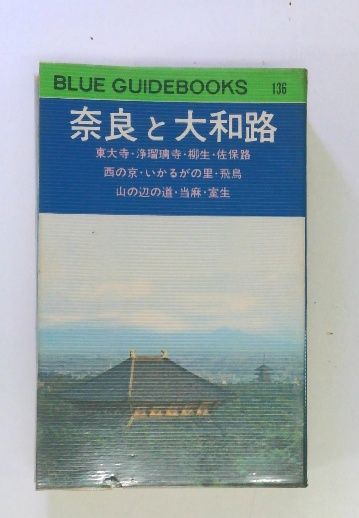 BLUE GUIDEBOOKS 136
奈良と大和路
東大寺・浄瑠璃寺・柳生・佐保路
西の京・いかるがの里・飛鳥
山の辺の道・当麻・室生